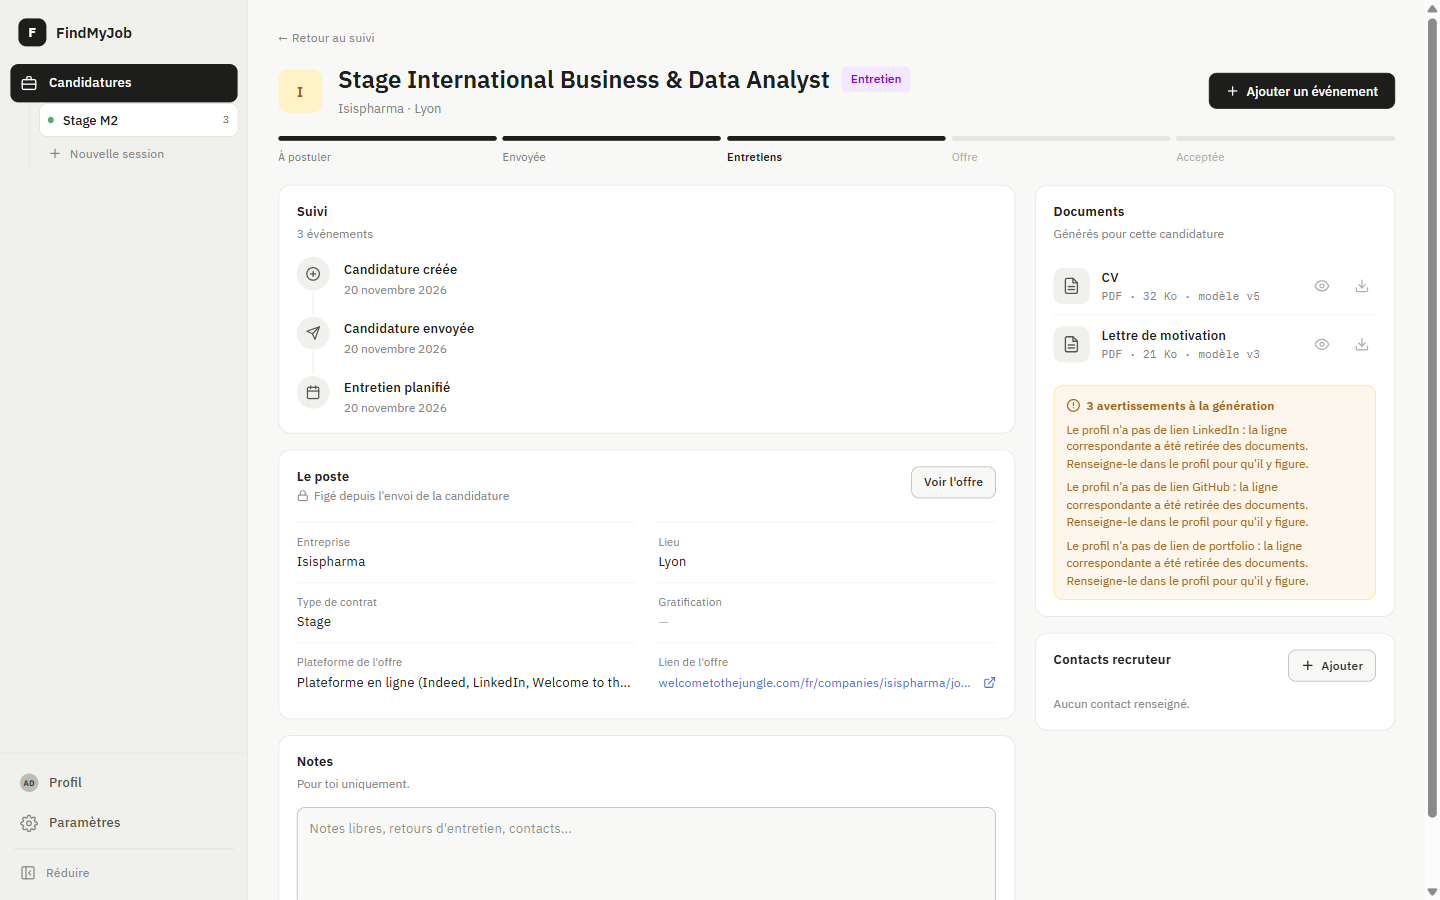 F FindMyJob
Candidatures
Stage M2 3
Nouvelle session
← Retour au suivi
I
Stage International Business & Data Analyst
Entretien
Isispharma · Lyon
Ajouter un événement
À postuler
Envoyée
Entretiens
Offre
Acceptée
Suivi
3 événements
Candidature créée
20 novembre 2026
Candidature envoyée
20 novembre 2026
Entretien planifié
20 novembre 2026
Le poste
Figé depuis l'envoi de la candidature
Voir l'offre
Entreprise
Isispharma
Lieu
Lyon
Type de contrat
Stage
Gratification
—
Plateforme de l'offre
Plateforme en ligne (Indeed, LinkedIn, Welcome to th...
Lien de l'offre
welcometothejungle.com/fr/companies/isispharma/jo...
Notes
Pour toi uniquement.
Notes libres, retours d'entretien, contacts...
Documents
Générés pour cette candidature
CV
PDF · 32 Ko · modèle v5
Lettre de motivation
PDF · 21 Ko · modèle v3
3 avertissements à la génération
Le profil n'a pas de lien LinkedIn : la ligne
correspondante a été retirée des documents.
Renseigne-le dans le profil pour qu'il y figure.
Le profil n'a pas de lien GitHub : la ligne
correspondante a été retirée des documents.
Renseigne-le dans le profil pour qu'il y figure.
Le profil n'a pas de lien de portfolio : la ligne
correspondante a été retirée des documents.
Renseigne-le dans le profil pour qu'il y figure.
Contacts recruteur
Ajouter
Aucun contact renseigné.
AD Profil
Paramètres
Réduire